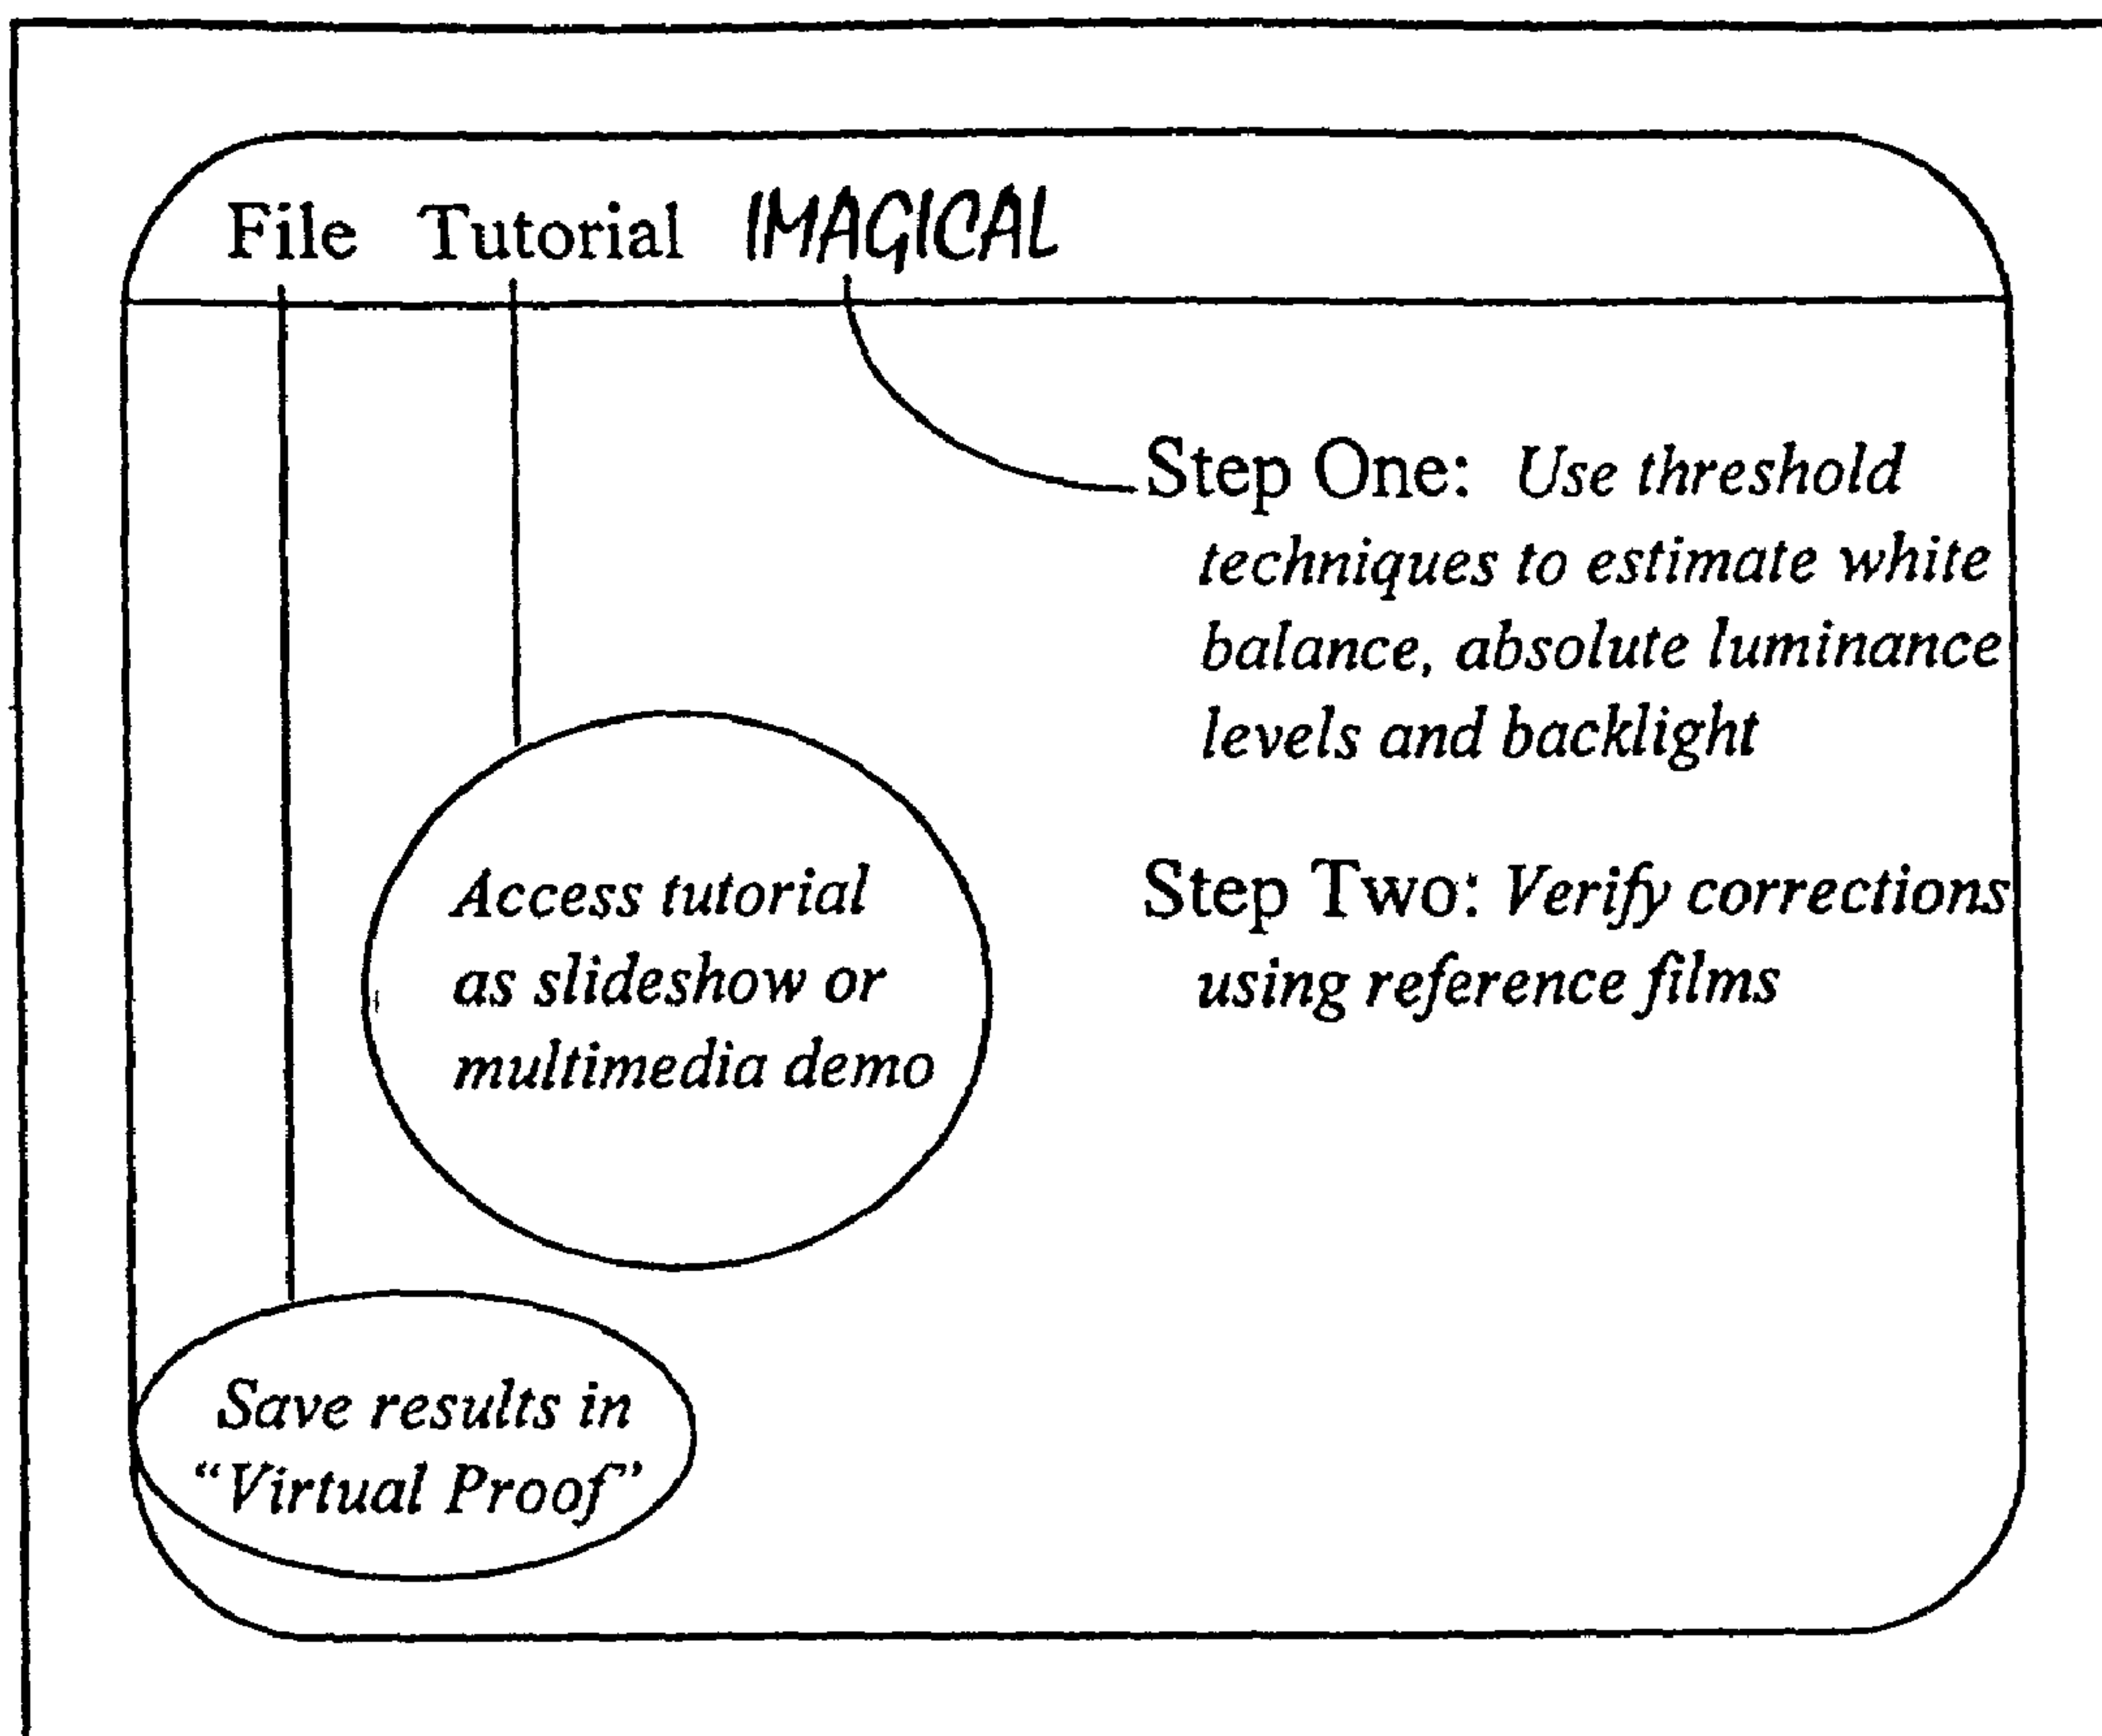 File Tutorial IMAGICAL
Step One: Use threshold
techniques to estimate white
balance, absolute luminance
levels and backlight
Step Two: Verify corrections
using reference films
Access tutorial
as slideshow or
multimedia demo
Save results in
“Virtual Proof”